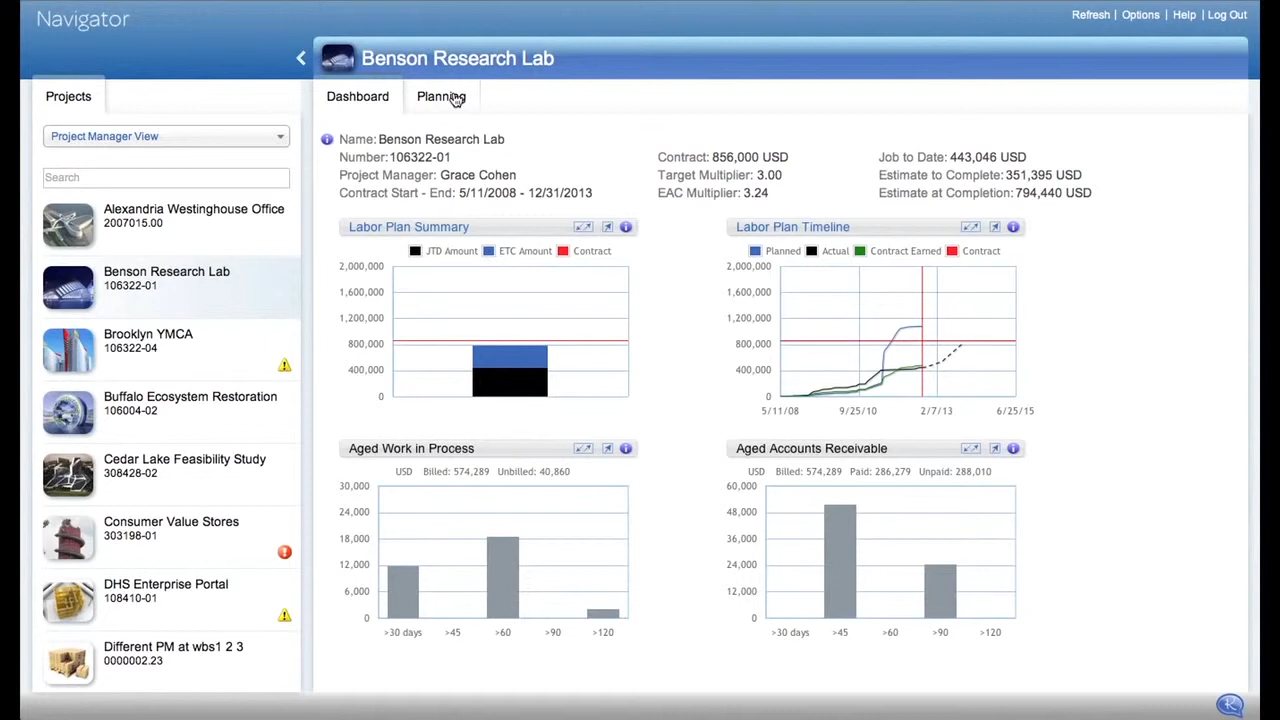 Navigator
Refresh | Options | Help | Log Out
Benson Research Lab
Projects
Dashboard
Planning
Project Manager View
Search
Alexandria Westinghouse Office
2007015.00
Benson Research Lab
106322-01
Brooklyn YMCA
106322-04
Buffalo Ecosystem Restoration
106004-02
Cedar Lake Feasibility Study
308428-02
Consumer Value Stores
303198-01
DHS Enterprise Portal
108410-01
Different PM at wbs1 2 3
0000002.23
Name: Benson Research Lab
Number: 106322-01
Project Manager: Grace Cohen
Contract Start - End: 5/11/2008 - 12/31/2013
Contract: 856,000 USD
Target Multiplier: 3.00
EAC Multiplier: 3.24
Job to Date: 443,046 USD
Estimate to Complete: 351,395 USD
Estimate at Completion: 794,440 USD
Labor Plan Summary
JTD Amount ETC Amount Contract
2,000,000
1,600,000
1,200,000
800,000
400,000
0
Labor Plan Timeline
Planned Actual Contract Earned Contract
2,000,000
1,600,000
1,200,000
800,000
400,000
0
5/11/08 9/25/10 2/7/13 6/25/15
Aged Work in Process
USD Billed: 574,289 Unbilled: 40,860
30,000
24,000
18,000
12,000
6,000
0
>30 days >45 >60 >90 >120
Aged Accounts Receivable
USD Billed: 574,289 Paid: 286,279 Unpaid: 288,010
60,000
48,000
36,000
24,000
12,000
0
>30 days >45 >60 >90 >120